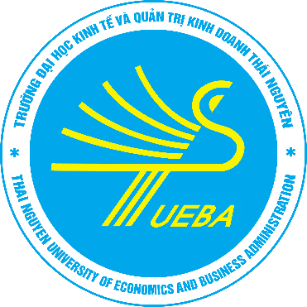 TRƯỜNG ĐẠI HỌC KINH TẾ VÀ QUẢN TRỊ KINH DOANH THÁI NGUYÊN
UEBA
* THAI NGUYEN UNIVERSITY OF ECONOMICS AND BUSINESS ADMINISTRATION *